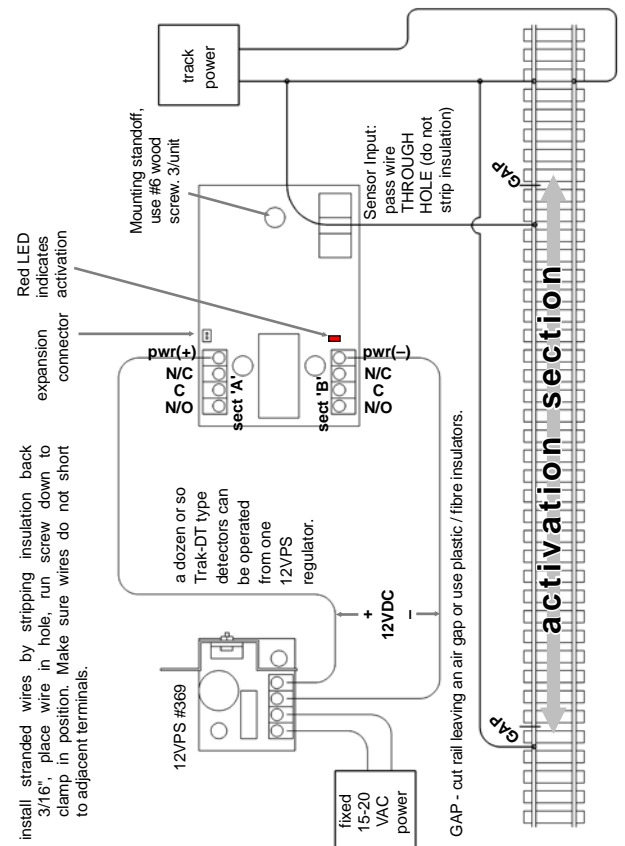 install stranded wires by stripping insulation back
3/16", place wire in hole, run screw down to
clamp in position. Make sure wires do not short
to adjacent terminals.
expansion
connector
Red LED
indicates
activation
Mounting standoff,
use #6 wood
screw. 3/unit
track
power
12VPS #369
a dozen or so
Trak-DT type
detectors can
be operated
from one
12VPS
regulator.
pwr(+)
N/C
C
N/O
sect 'A'
sect 'B'
pwr(–)
N/C
C
N/O
Sensor Input:
pass wire
THROUGH
HOLE (do not
strip insulation)
fixed
15-20
VAC
power
+
12VDC
–
GAP - cut rail leaving an air gap or use plastic / fibre insulators.
GAP
activation section
GAP